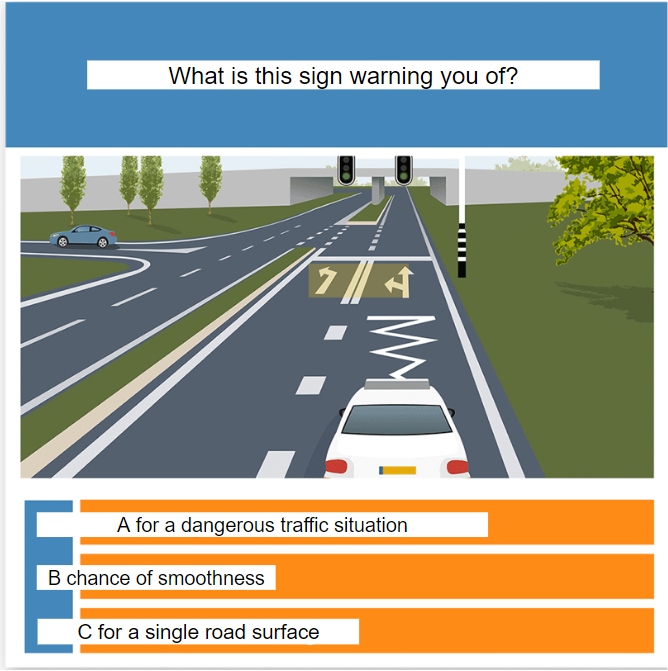 What is this sign warning you of?
A for a dangerous traffic situation
B chance of smoothness
C for a single road surface